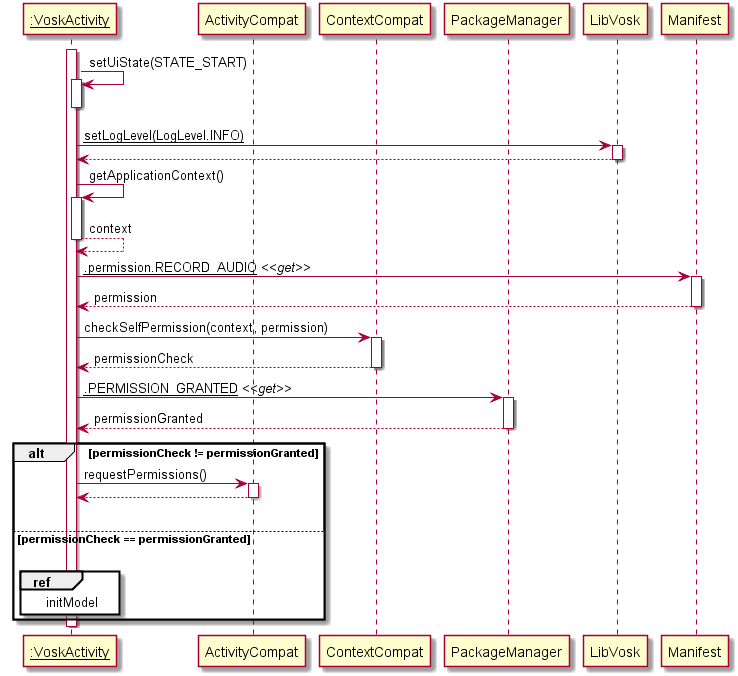 :VoskActivity ActivityCompat ContextCompat PackageManager LibVosk Manifest
setUiState(STATE_START)
setLogLevel(LogLevel.INFO)
getApplicationContext()
context
.permission.RECORD_AUDIO <<get>>
permission
checkSelfPermission(context, permission)
permissionCheck
.PERMISSION_GRANTED <<get>>
permissionGranted
alt [permissionCheck != permissionGranted]
requestPermissions()
[permissionCheck == permissionGranted]
ref
initModel
:VoskActivity ActivityCompat ContextCompat PackageManager LibVosk Manifest